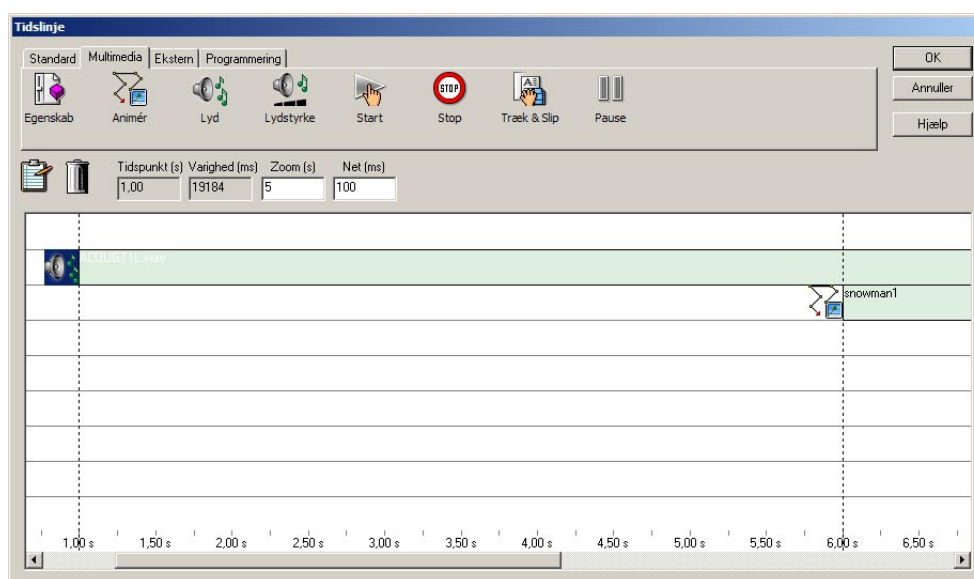 Tidslinje
Standard Multimedia Ekstern Programmering
OK
Annuller
Hjælp
Egenskab Animér Lyd Lydstyrke Start Stop Træk & Slip Pause
STOP
Tidspunkt (s) Varighed (ms) Zoom (s) Net (ms)
1,00 19184 5 100
ACOUGT1L.wav
snowman1
1,00 s 1,50 s 2,00 s 2,50 s 3,00 s 3,50 s 4,00 s 4,50 s 5,00 s 5,50 s 6,00 s 6,50 s